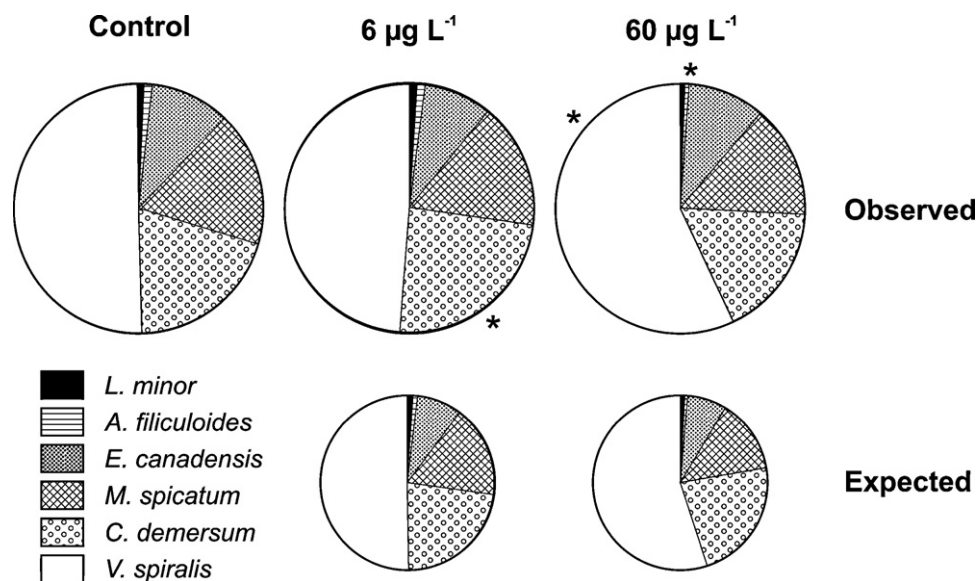 Control 6 µg L⁻¹ 60 µg L⁻¹
*
*
Observed
*
L. minor
A. filiculoides
E. canadensis
M. spicatum
C. demersum
V. spiralis
Expected